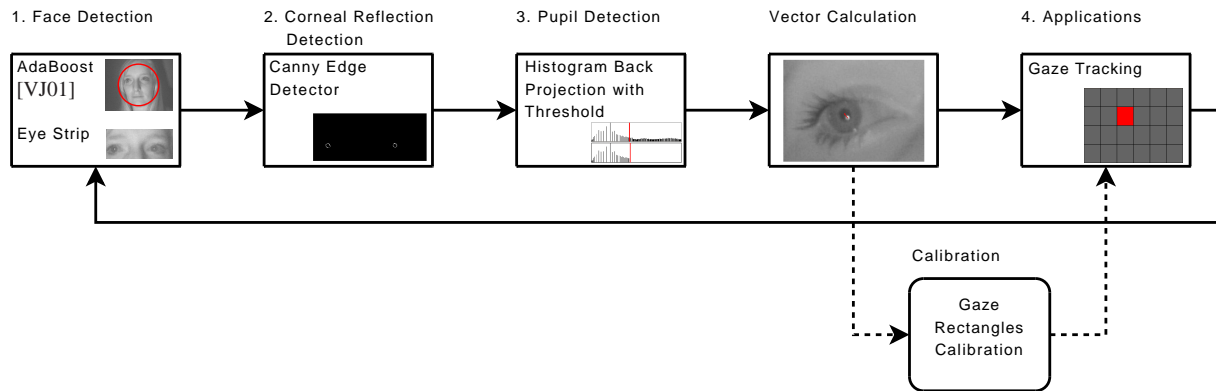 1. Face Detection
2. Corneal Reflection
Detection
3. Pupil Detection
Vector Calculation
4. Applications
AdaBoost
[VJ01]
Eye Strip
Canny Edge
Detector
Histogram Back
Projection with
Threshold
Gaze Tracking
Calibration
Gaze
Rectangles
Calibration